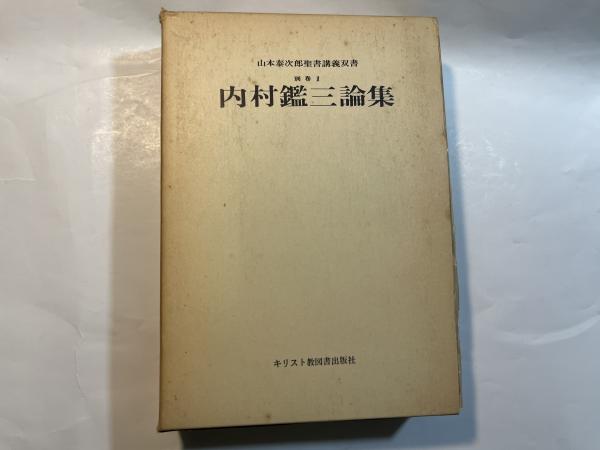 山本泰次郎聖書講義双書
別巻 I
内村鑑三論集
キリスト教図書出版社